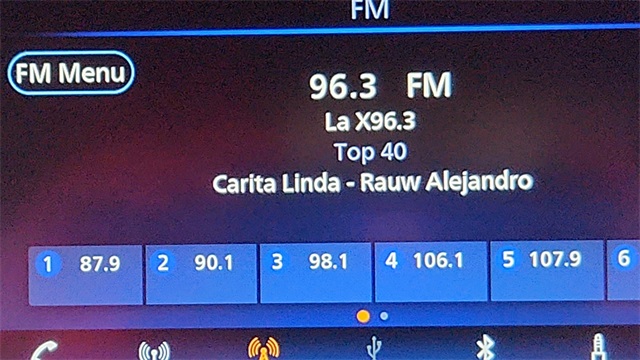 FM
FM Menu
96.3 FM
La X96.3
Top 40
Carita Linda - Rauw Alejandro
1 87.9 2 90.1 3 98.1 4 106.1 5 107.9 6